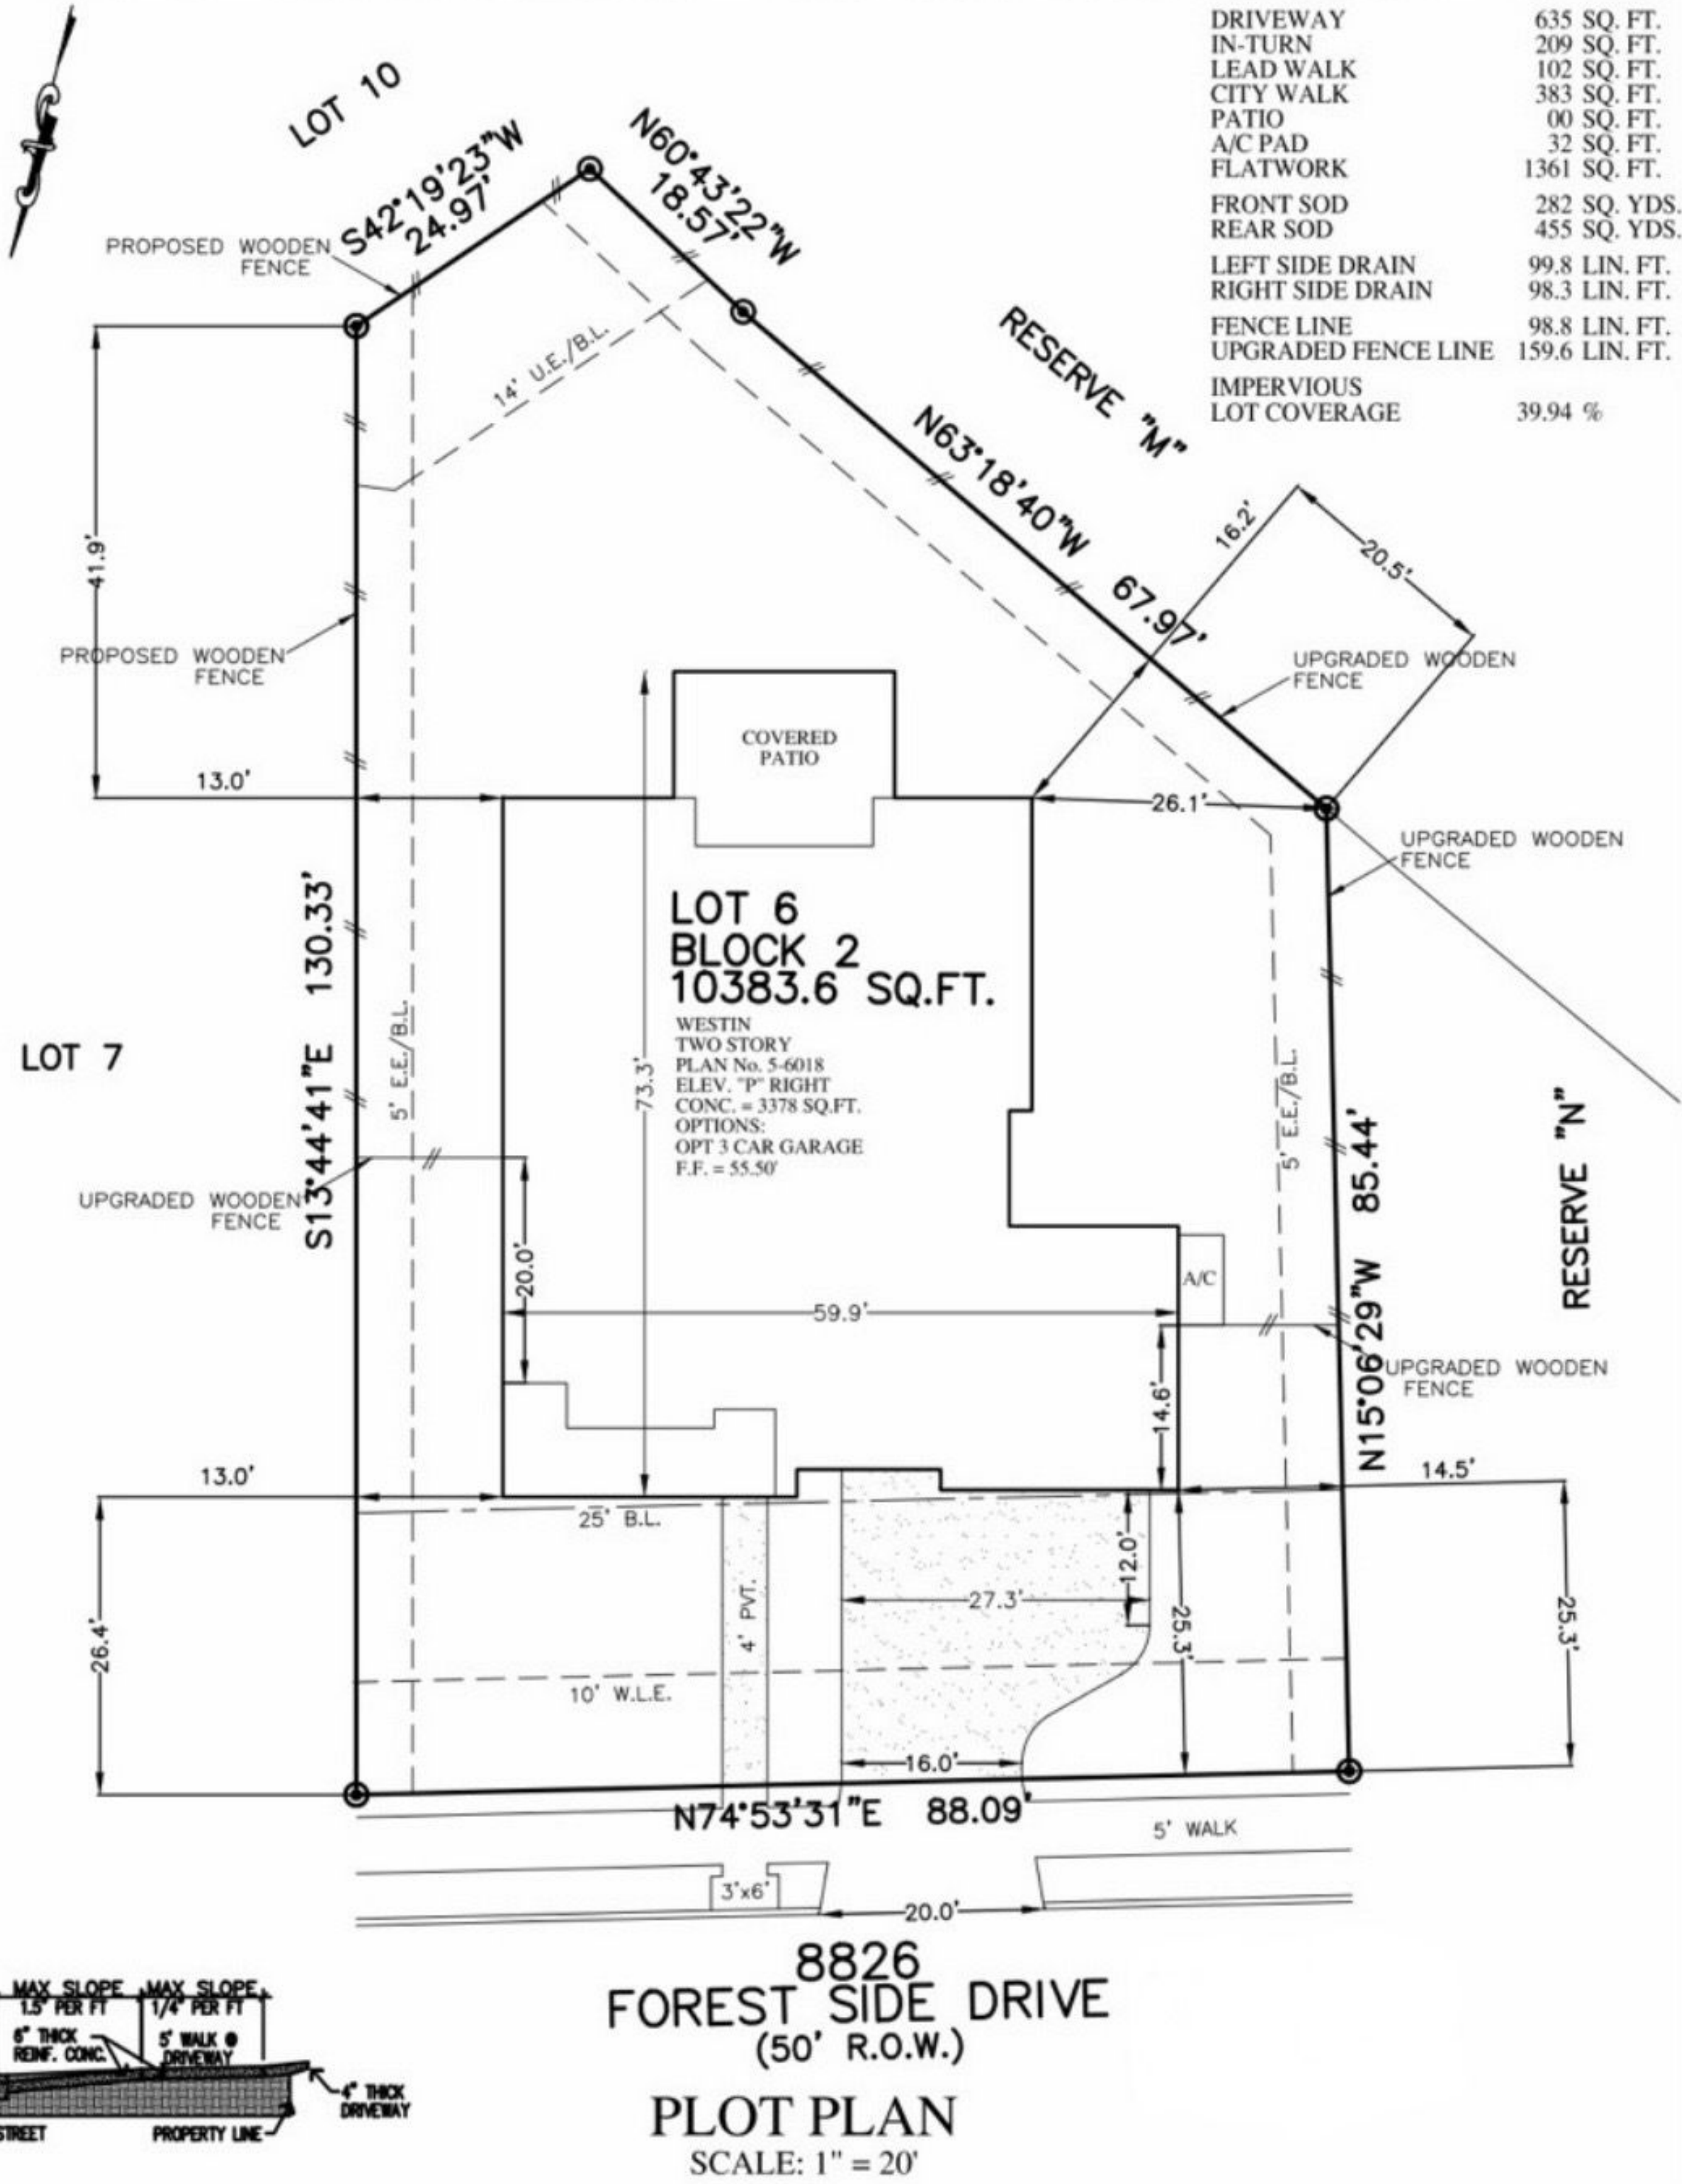 DRIVEWAY 635 SQ. FT.
IN-TURN 209 SQ. FT.
LEAD WALK 102 SQ. FT.
CITY WALK 383 SQ. FT.
PATIO 00 SQ. FT.
A/C PAD 32 SQ. FT.
FLATWORK 1361 SQ. FT.
FRONT SOD 282 SQ. YDS.
REAR SOD 455 SQ. YDS.
LEFT SIDE DRAIN 99.8 LIN. FT.
RIGHT SIDE DRAIN 98.3 LIN. FT.
FENCE LINE 98.8 LIN. FT.
UPGRADED FENCE LINE 159.6 LIN. FT.
IMPERVIOUS
LOT COVERAGE 39.94 %
LOT 10
S42°19'23"W
24.97'
N60°43'22"W
18.57'
PROPOSED WOODEN
FENCE
14' U.E./B.L.
RESERVE "M"
N63°18'40"W 67.97'
16.2'
20.5'
41.9'
PROPOSED WOODEN
FENCE
UPGRADED WOODEN
FENCE
COVERED
PATIO
13.0'
26.1'
UPGRADED WOODEN
FENCE
LOT 6
BLOCK 2
10383.6 SQ.FT.
WESTIN
TWO STORY
PLAN No. 5-6018
ELEV. "P" RIGHT
CONC. = 3378 SQ.FT.
OPTIONS:
OPT 3 CAR GARAGE
F.F. = 55.50'
73.3'
LOT 7
S13°44'41"E 130.33'
5' E.E./B.L.
5' E.E./B.L.
N15°06'29"W 85.44'
RESERVE "N"
UPGRADED WOODEN
FENCE
20.0'
A/C
59.9'
14.6'
UPGRADED WOODEN
FENCE
13.0'
14.5'
25' B.L.
4' PVT.
12.0'
27.3'
25.3'
25.3'
26.4'
10' W.L.E.
16.0'
N74°53'31"E 88.09'
5' WALK
3'x6'
20.0'
8826
FOREST SIDE DRIVE
(50' R.O.W.)
PLOT PLAN
SCALE: 1" = 20'
MAX SLOPE MAX SLOPE
1.5" PER FT 1/4" PER FT
6" THICK
REINF. CONC.
5' WALK @
DRIVEWAY
4" THICK
DRIVEWAY
STREET PROPERTY LINE